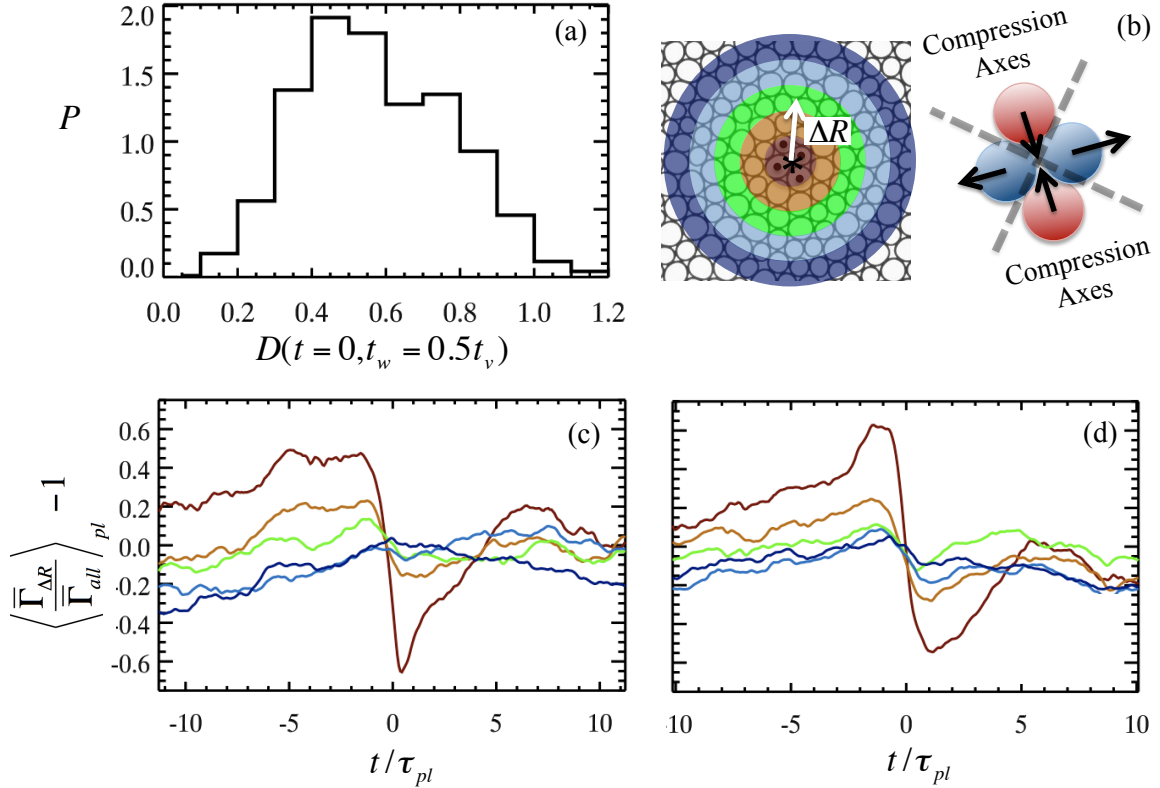 2.0
1.5
1.0
0.5
0.0
P
(a)
0.0 0.2 0.4 0.6 0.8 1.0 1.2
D(t = 0, t_w = 0.5t_v)
ΔR
Compression
Axes
(b)
Compression
Axes
0.6
0.4
0.2
0.0
-0.2
-0.4
-0.6
⟨Γ̿_ΔR / Γ̿_all⟩_pl − 1
(c)
-10 -5 0 5 10
t / τ_pl
(d)
-10 -5 0 5 10
t / τ_pl